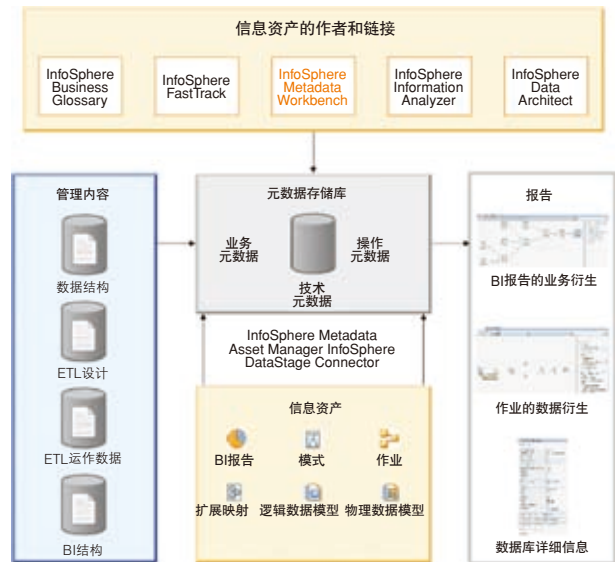 信息资产的作者和链接
InfoSphere
Business
Glossary
InfoSphere
FastTrack
InfoSphere
Metadata
Workbench
InfoSphere
Information
Analyzer
InfoSphere
Data
Architect
管理内容
数据结构
ETL设计
ETL运作数据
BI结构
元数据存储库
业务
元数据
操作
元数据
技术
元数据
InfoSphere Metadata
Asset Manager InfoSphere
DataStage Connector
信息资产
BI报告
模式
作业
扩展映射
逻辑数据模型
物理数据模型
报告
BI报告的业务衍生
作业的数据衍生
数据库详细信息